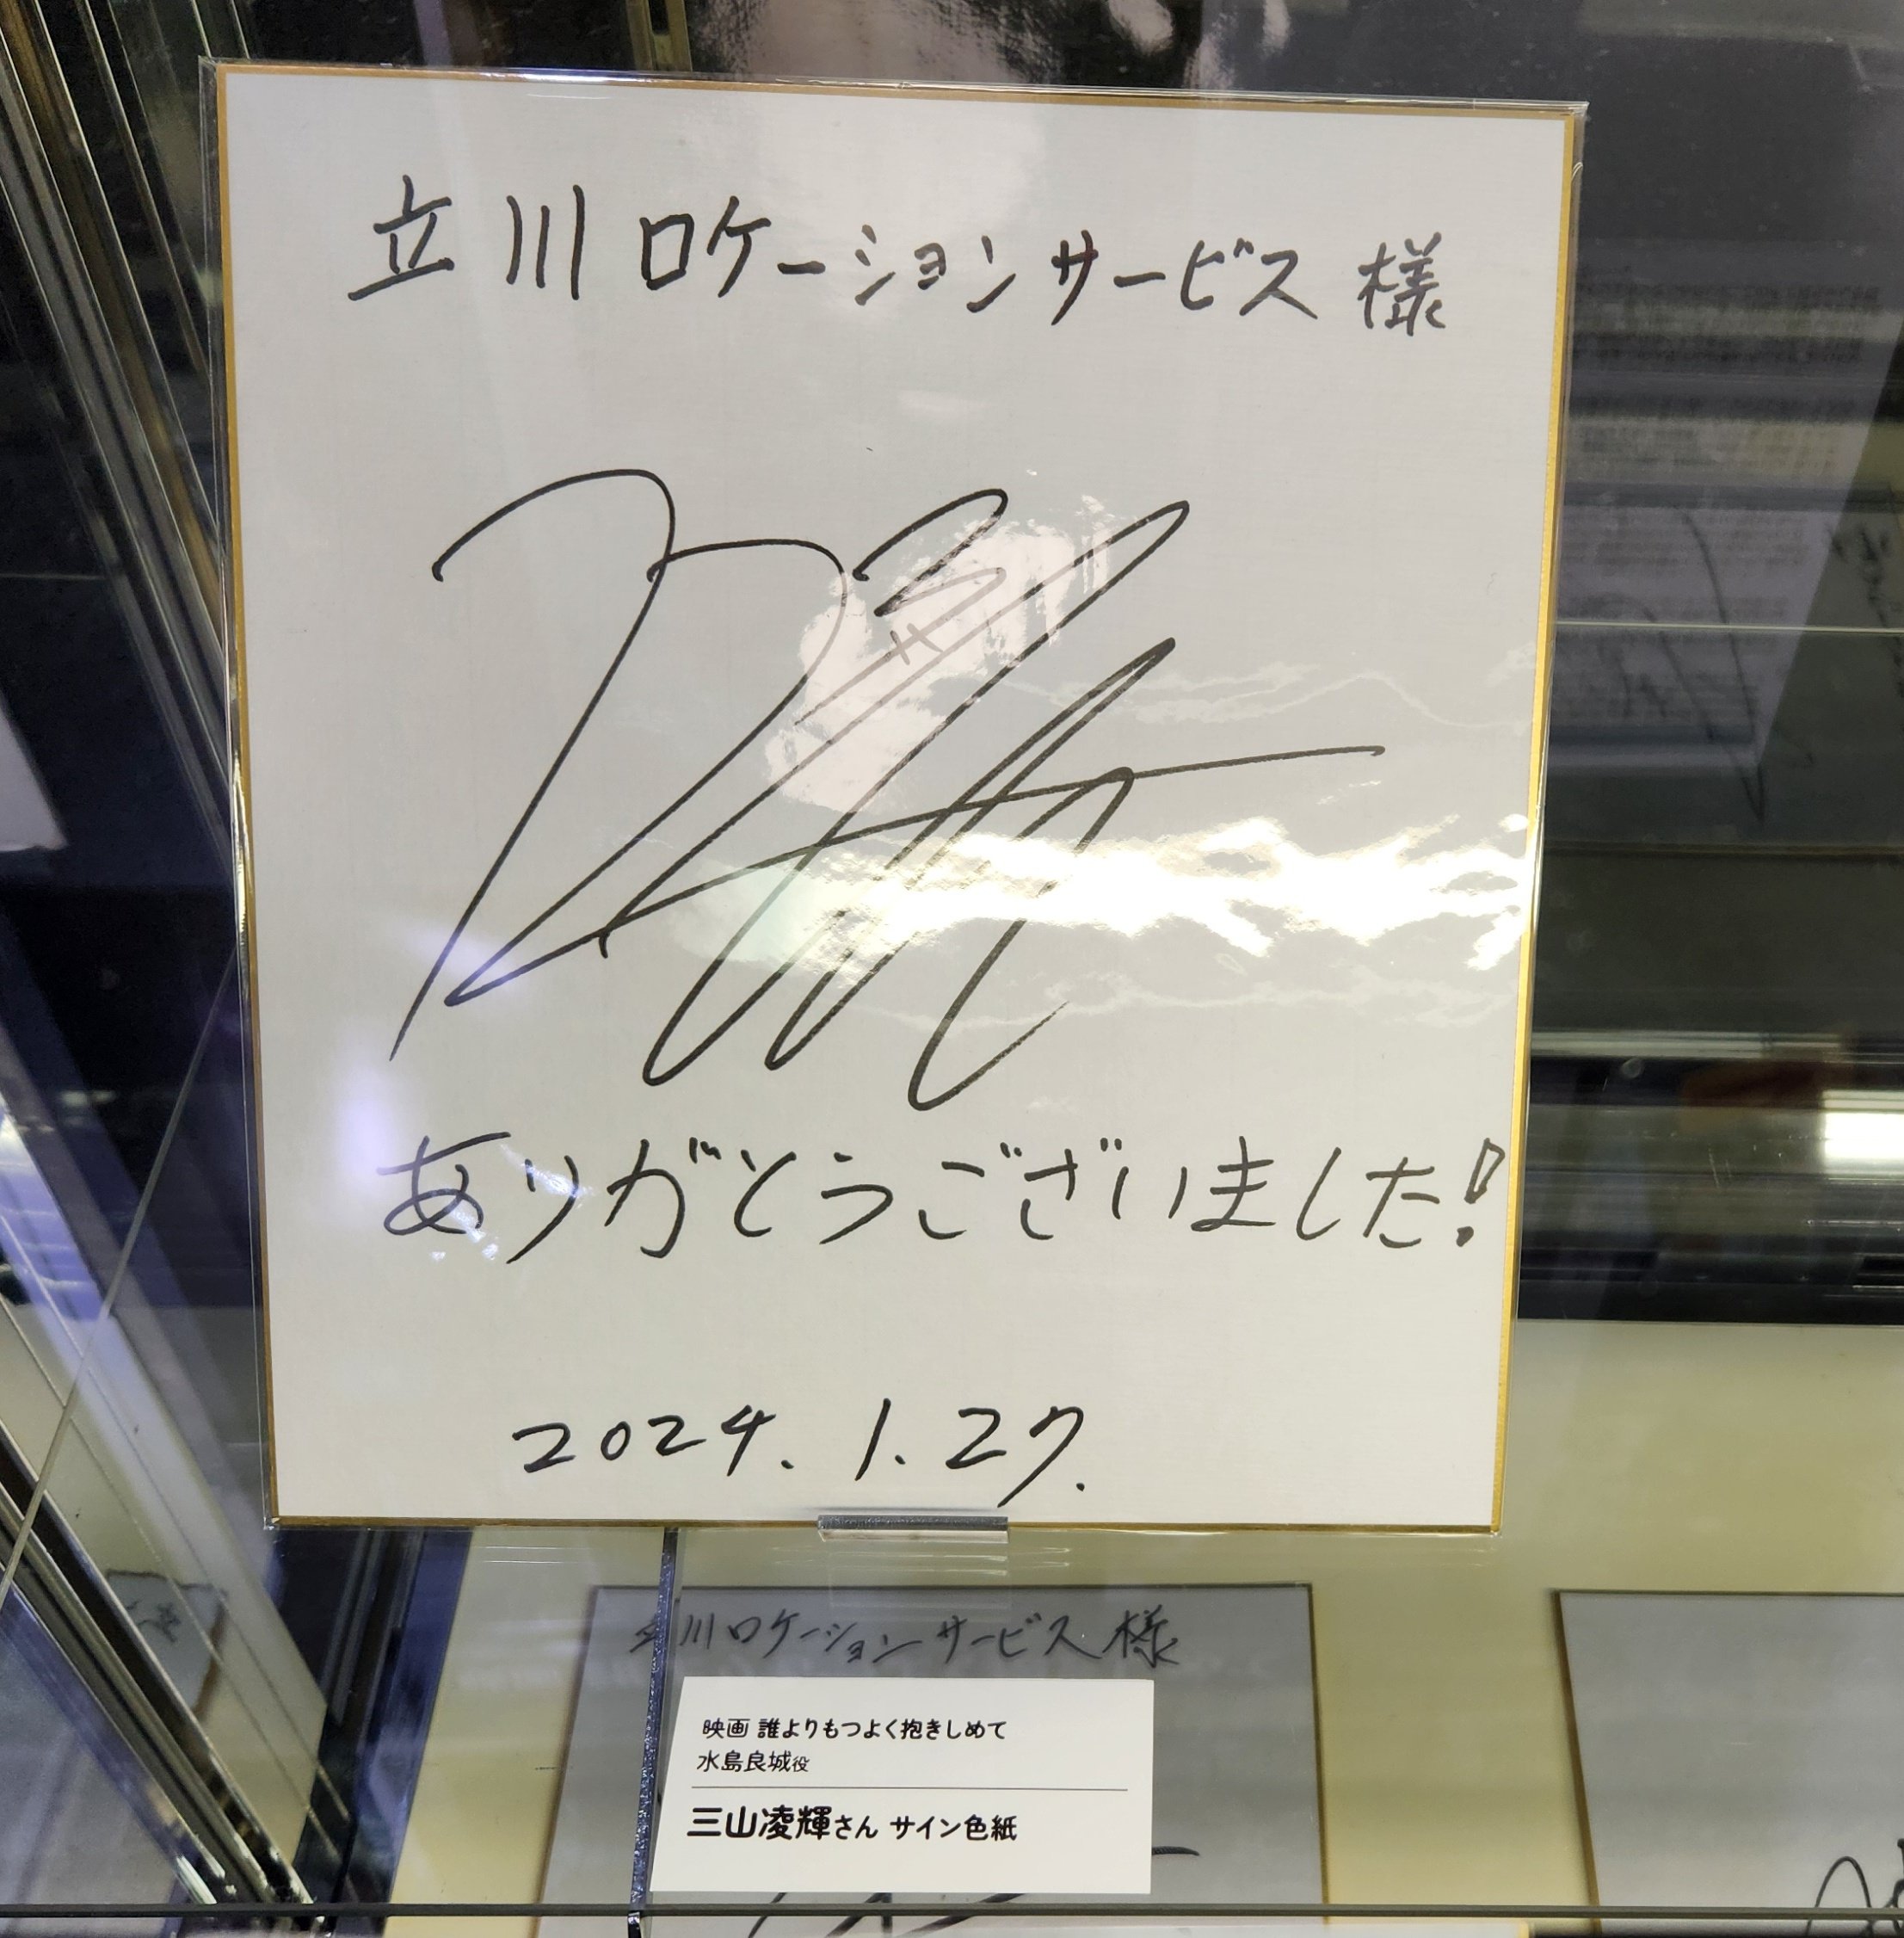 立川ロケーションサービス様
ありがとうございました!
2024.1.27.
立川ロケーションサービス様
映画 誰よりもつよく抱きしめて
水島良城役
三山凌輝さん サイン色紙